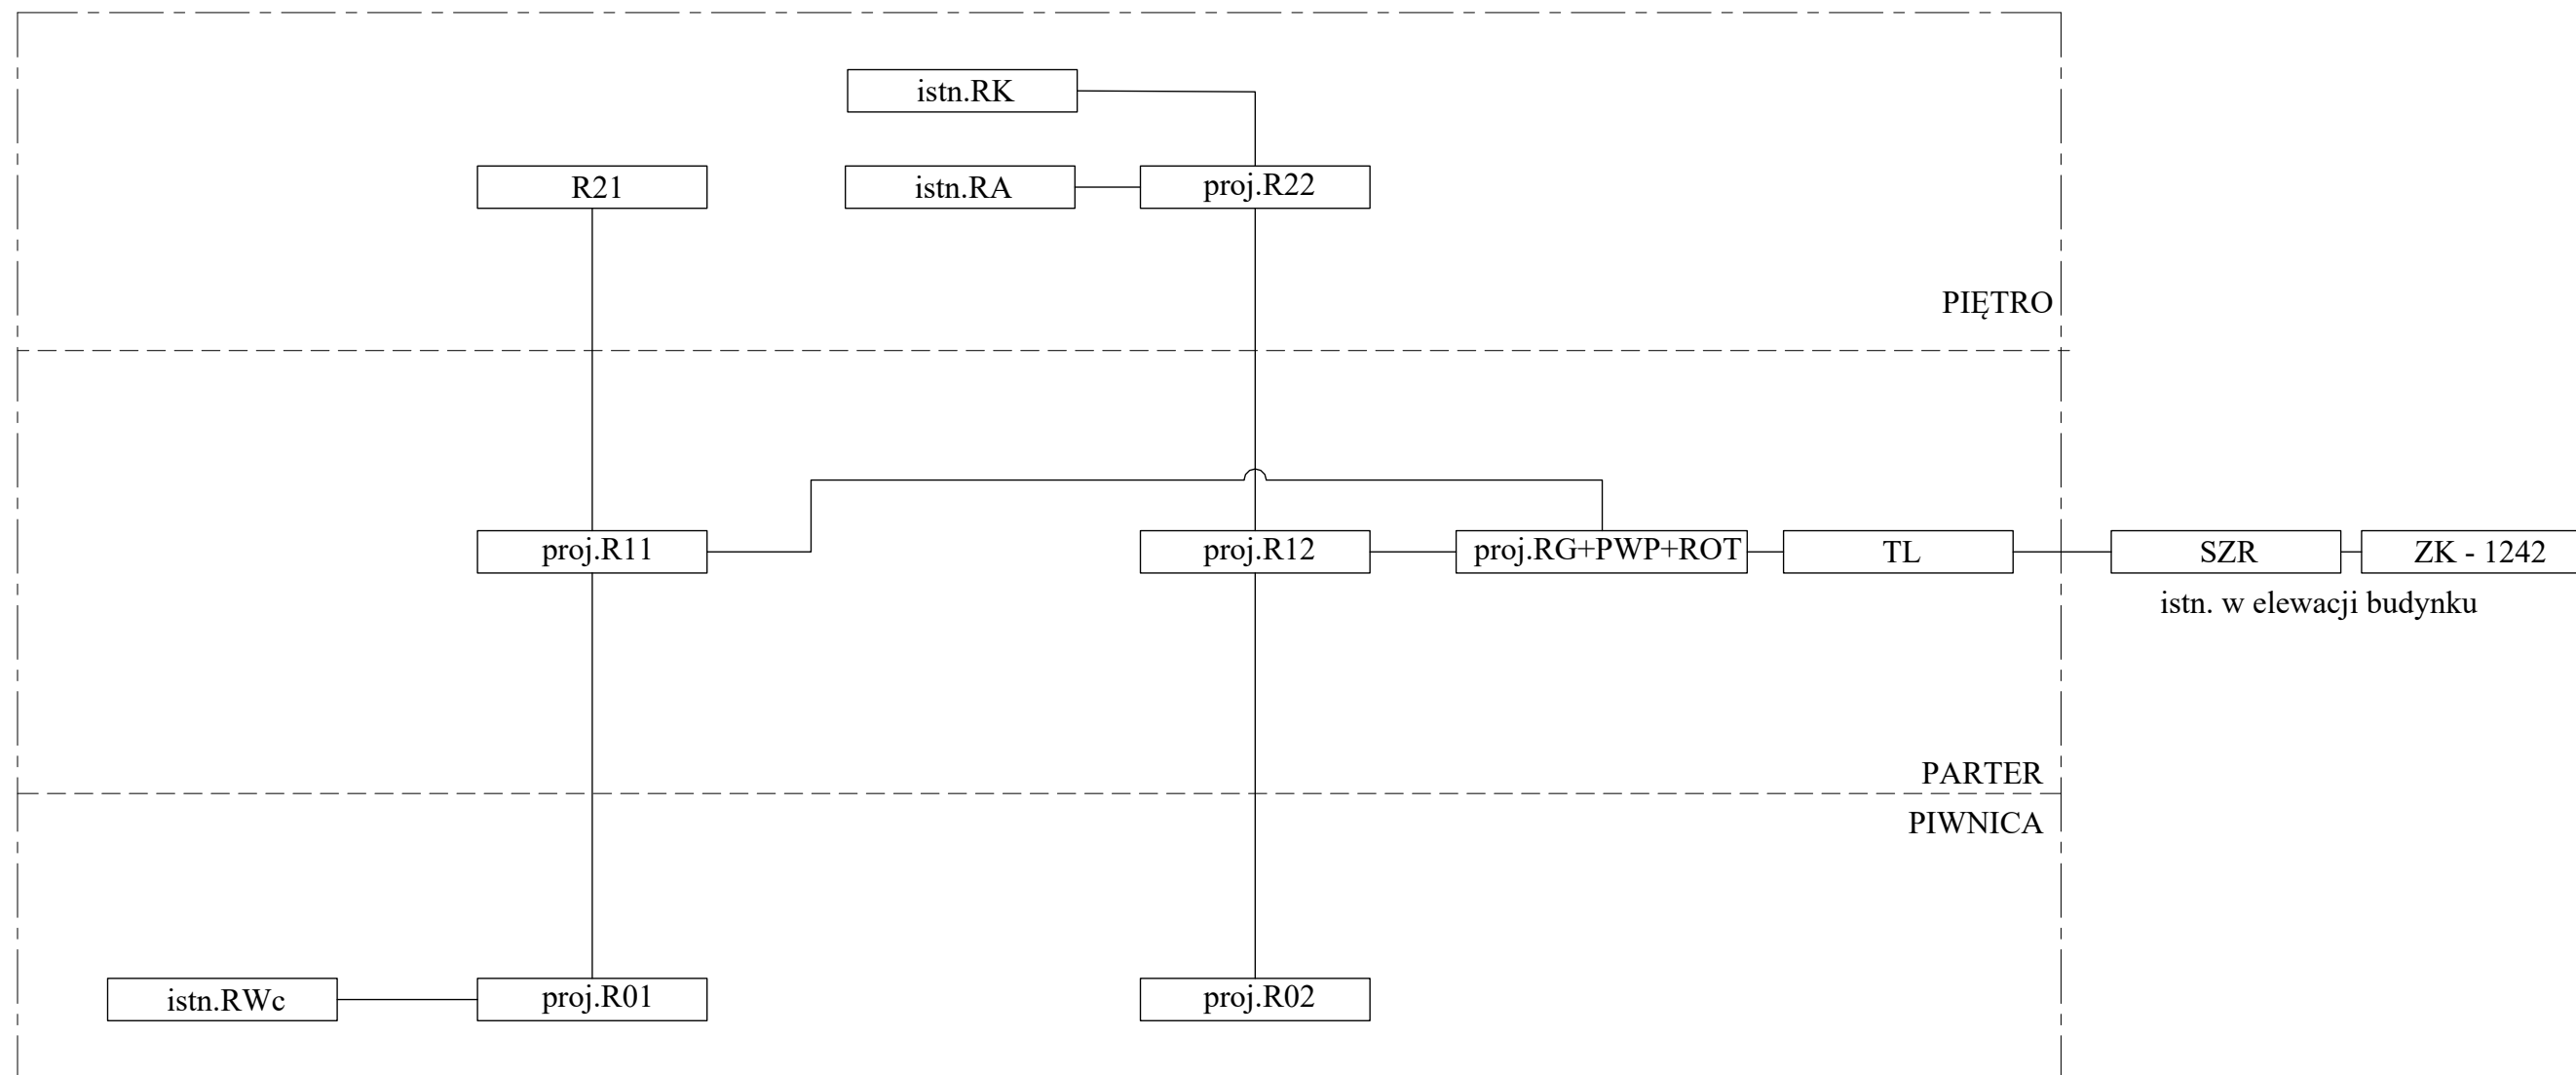 istn.RK
R21
istn.RA
proj.R22
PIĘTRO
proj.R11
proj.R12
proj.RG+PWP+ROT
TL
SZR
ZK - 1242
istn. w elewacji budynku
PARTER
PIWNICA
istn.RWc
proj.R01
proj.R02